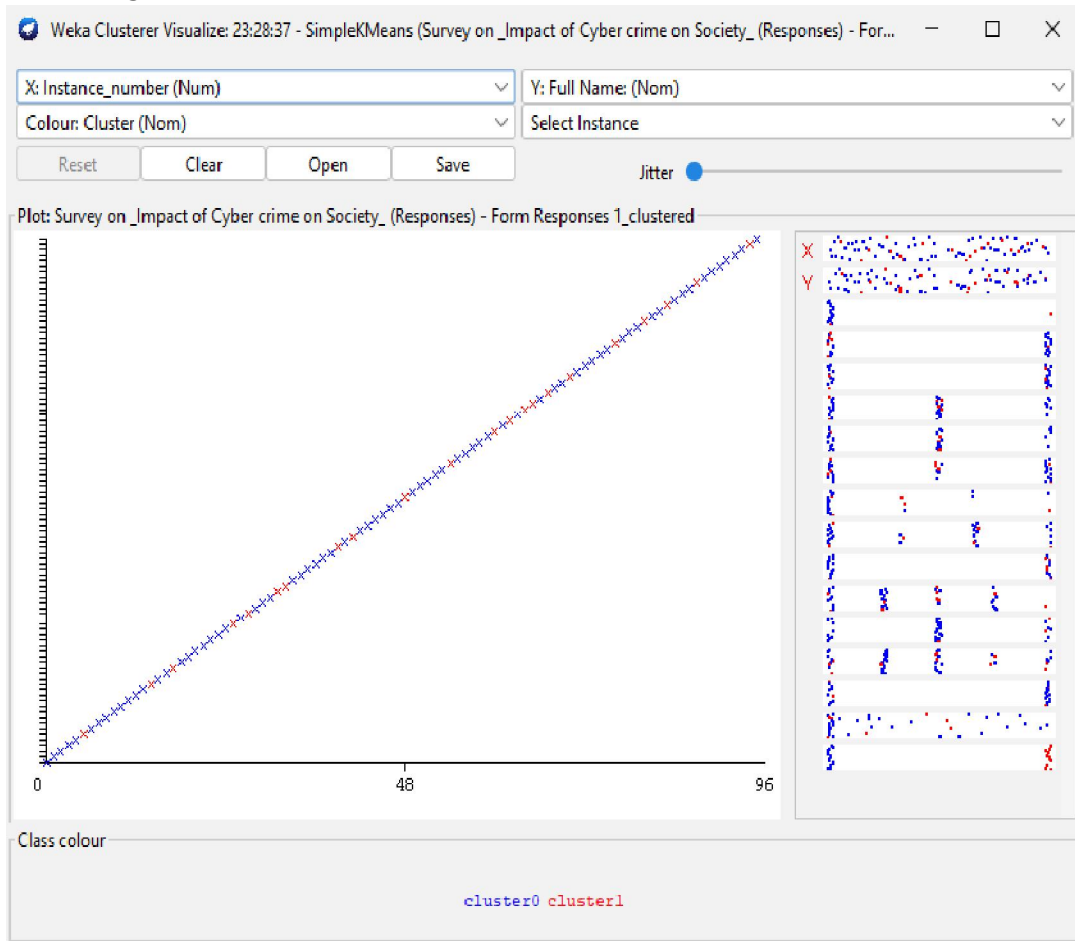 Weka Clusterer Visualize: 23:28:37 - SimpleKMeans (Survey on _Impact of Cyber crime on Society_ (Responses) - For...
X: Instance_number (Num)
Y: Full Name: (Nom)
Colour: Cluster (Nom)
Select Instance
Reset
Clear
Open
Save
Jitter
Plot: Survey on _Impact of Cyber crime on Society_ (Responses) - Form Responses 1_clustered
X
Y
0
48
96
Class colour
cluster0 cluster1